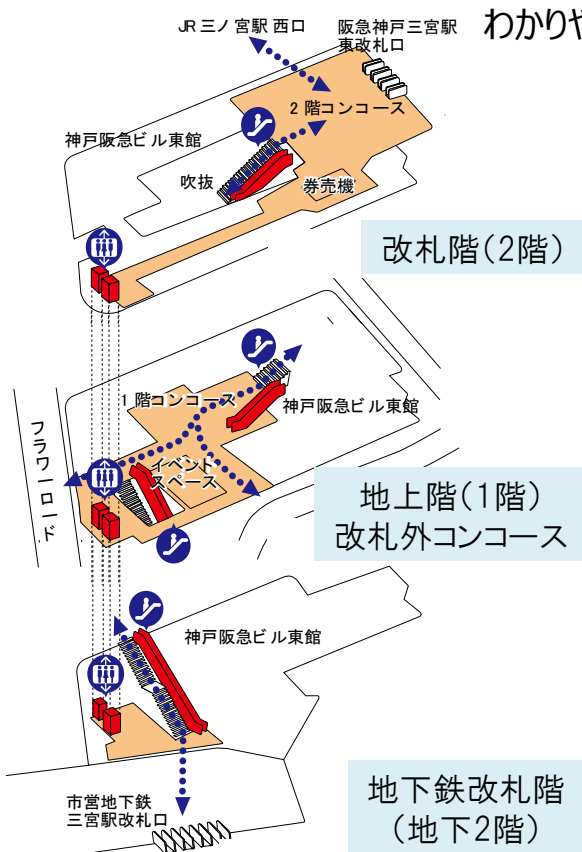 JR三ノ宮駅 西口
阪急神戸三宮駅
東改札口
わかりや
2階コンコース
神戸阪急ビル東館
吹抜
券売機
改札階（2階）
1階コンコース
神戸阪急ビル東館
フラワーロード
イベント
スペース
地上階（1階）
改札外コンコース
神戸阪急ビル東館
市営地下鉄
三宮駅改札口
地下鉄改札階
（地下2階）